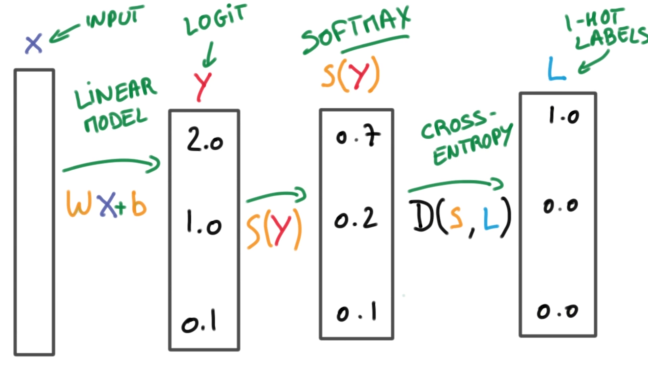 X
INPUT
LINEAR
MODEL
WX+b
LOGIT
Y
2.0
1.0
0.1
S(Y)
SOFTMAX
S(Y)
0.7
0.2
0.1
CROSS-
ENTROPY
D(S, L)
1-HOT
LABELS
L
1.0
0.0
0.0